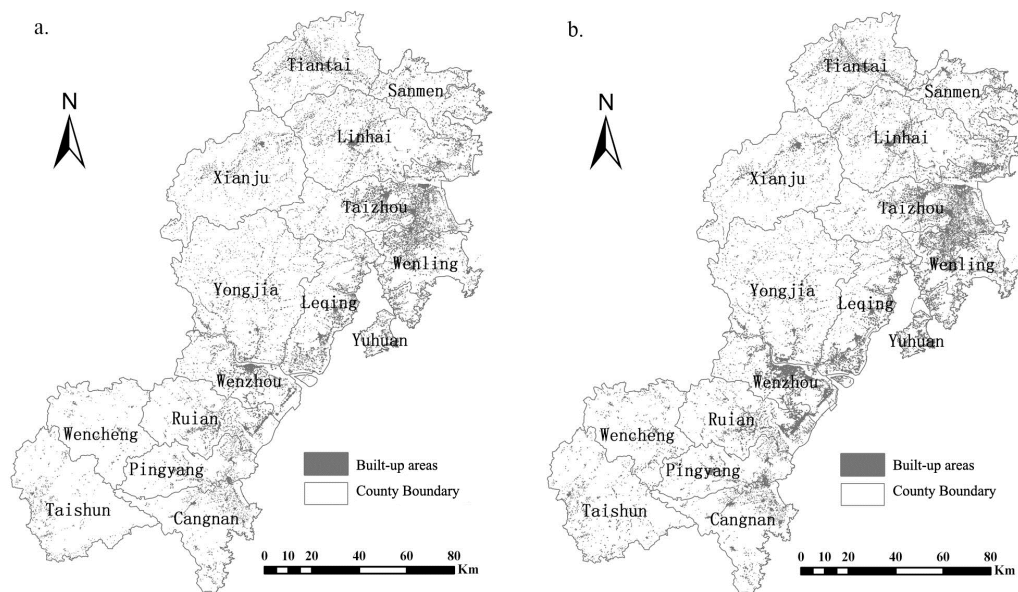 a.
N
Tiantai
Sanmen
Linhai
Xianju
Taizhou
Wenling
Yongjia
Leqing
Yuhuan
Wenzhou
Ruian
Wencheng
Pingyang
Taishun
Cangnan
Built-up areas
County Boundary
0 10 20 40 60 80
Km
b.
N
Tiantai
Sanmen
Linhai
Xianju
Taizhou
Wenling
Yongjia
Leqing
Yuhuan
Wenzhou
Ruian
Wencheng
Pingyang
Taishun
Cangnan
Built-up areas
County Boundary
0 10 20 40 60 80
Km